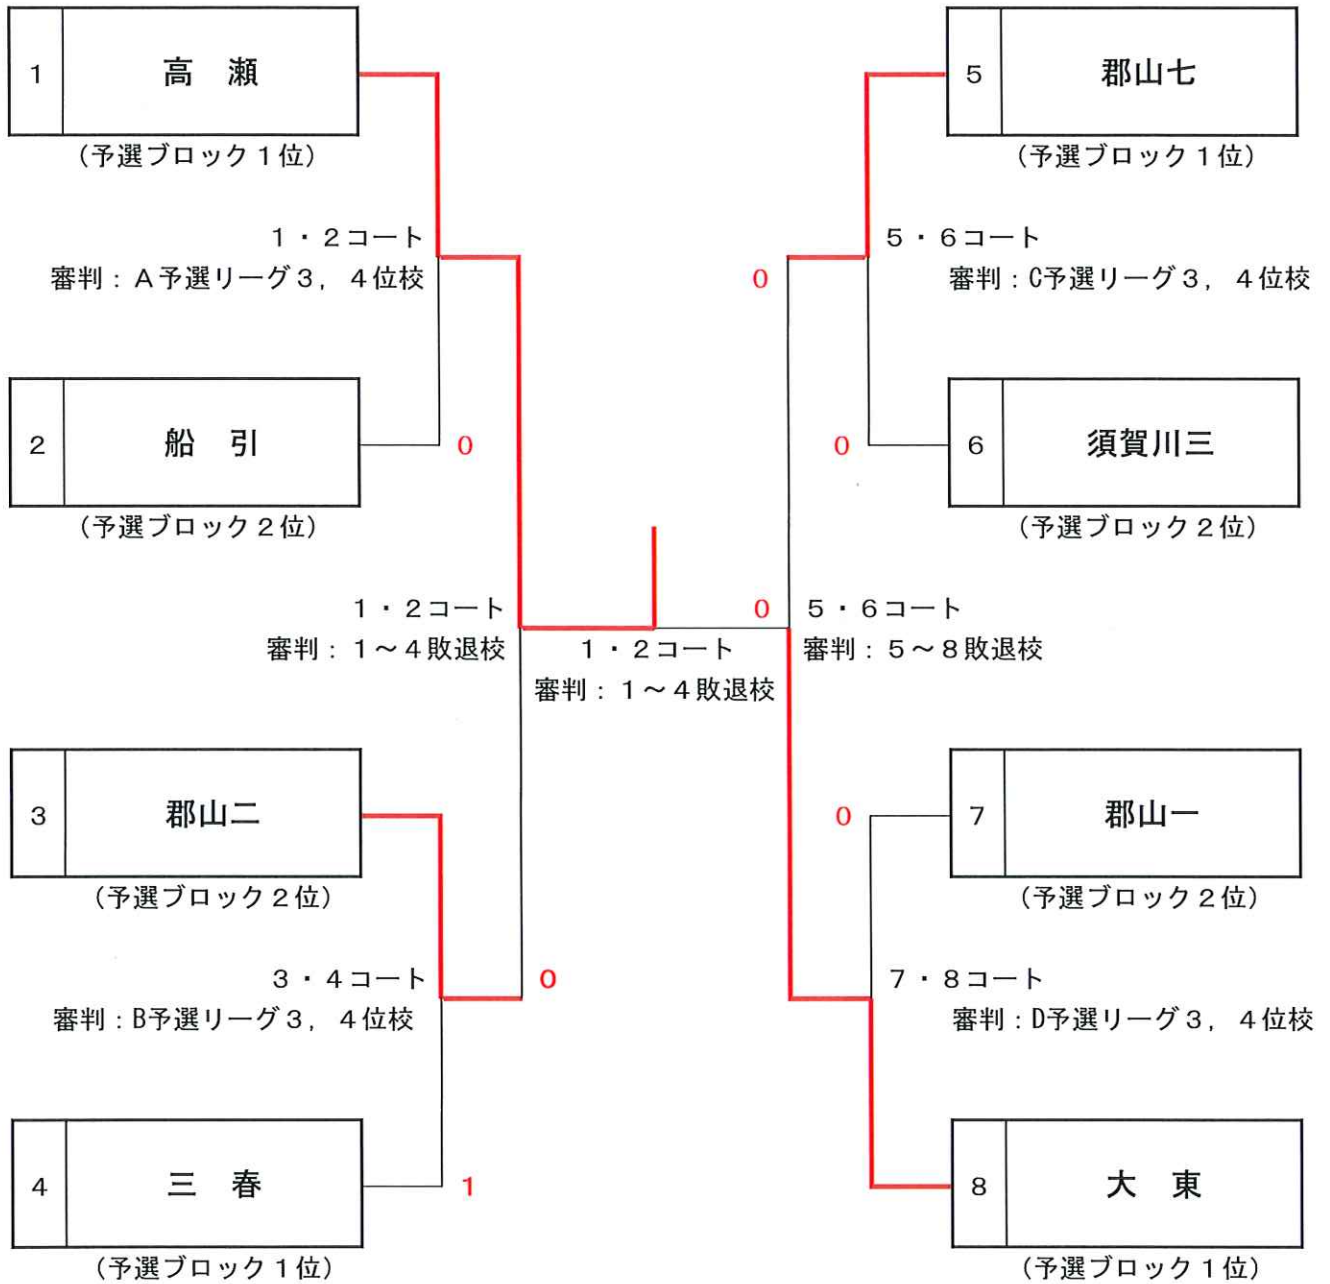 1
高　瀬
(予選ブロック１位)
１・２コート
審判：A予選リーグ３，４位校
2
船　引
0
(予選ブロック２位)
１・２コート
審判：１～４敗退校
3
郡山二
(予選ブロック２位)
３・４コート
0
審判：B予選リーグ３，４位校
4
三　春
1
(予選ブロック１位)
0
１・２コート
審判：１～４敗退校
5
郡山七
(予選ブロック１位)
５・６コート
審判：C予選リーグ３，４位校
0
0
6
須賀川三
(予選ブロック２位)
５・６コート
審判：５～８敗退校
0
7
郡山一
(予選ブロック２位)
７・８コート
審判：D予選リーグ３，４位校
8
大　東
(予選ブロック１位)